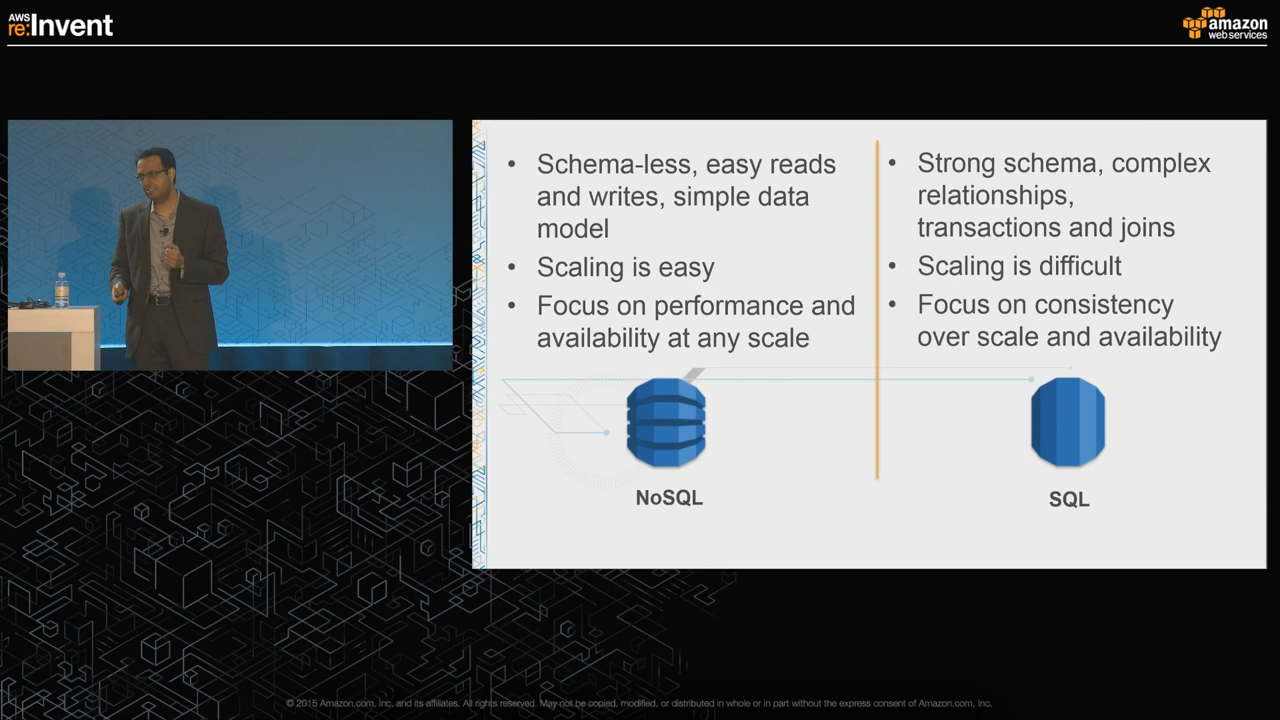 AWS
re:Invent
amazon
web services
• Schema-less, easy reads
and writes, simple data
model
• Scaling is easy
• Focus on performance and
availability at any scale
NoSQL
• Strong schema, complex
relationships,
transactions and joins
• Scaling is difficult
• Focus on consistency
over scale and availability
SQL
© 2015 Amazon.com, Inc. and its affiliates. All rights reserved. May not be copied, modified, or distributed in whole or in part without the express consent of Amazon.com, Inc.